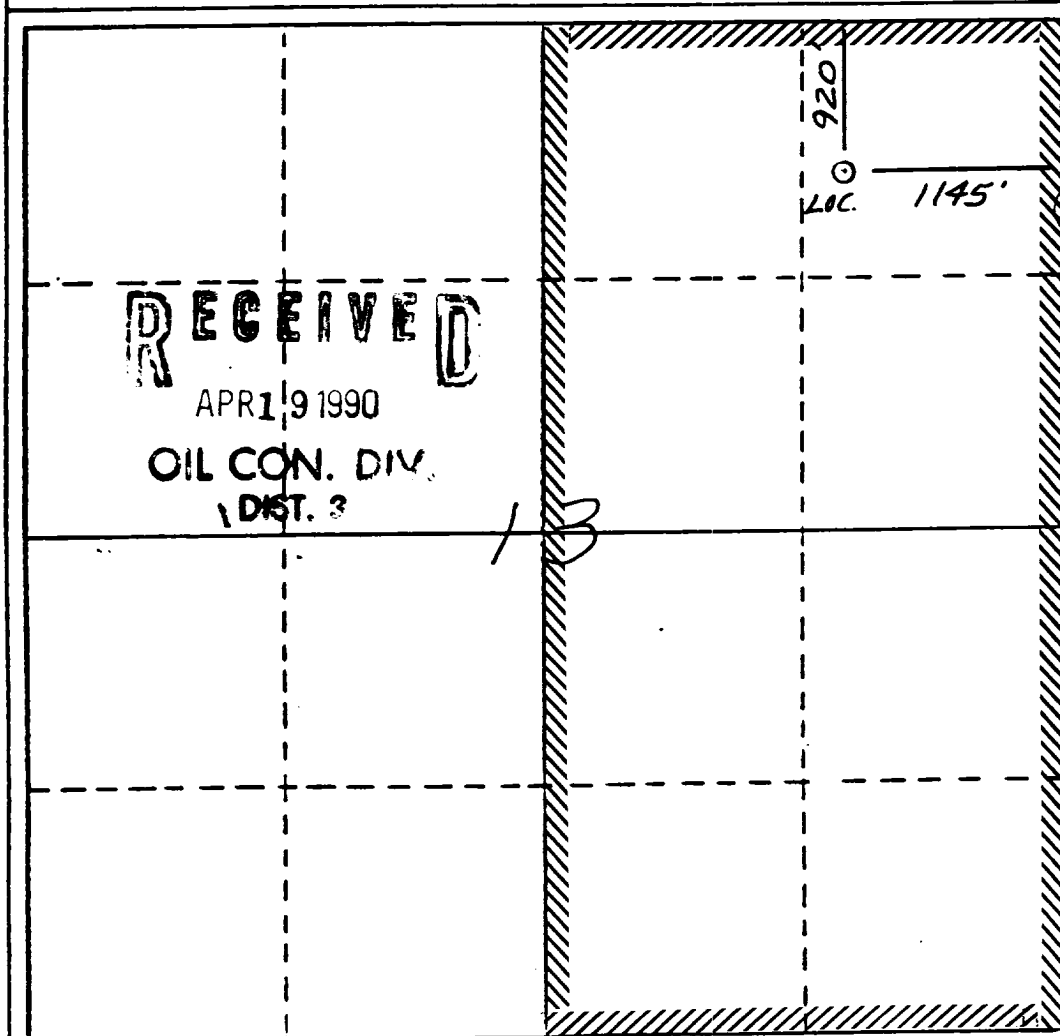 920'
LOC. 1145'
RECEIVED
APR 19 1990
OIL CON. DIV.
DIST. 3
13